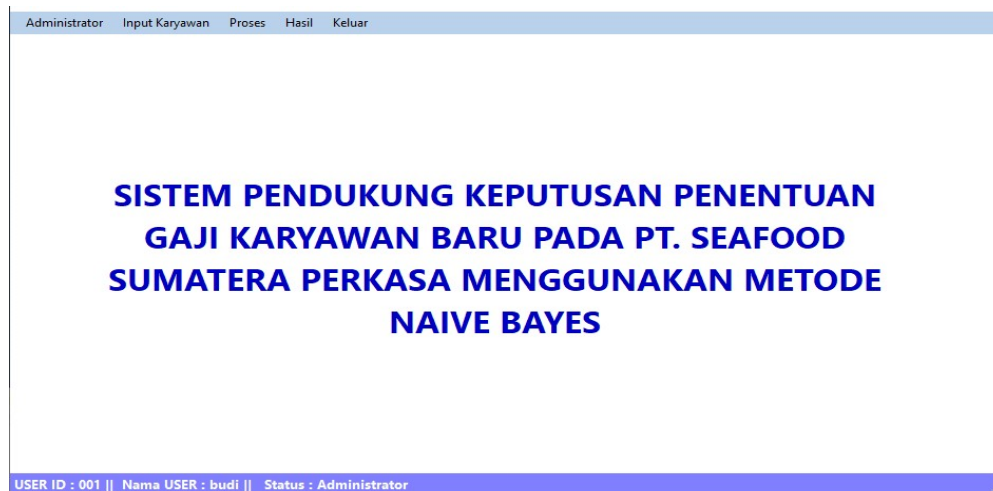 Administrator Input Karyawan Proses Hasil Keluar
SISTEM PENDUKUNG KEPUTUSAN PENENTUAN
GAJI KARYAWAN BARU PADA PT. SEAFOOD
SUMATERA PERKASA MENGGUNAKAN METODE
NAIVE BAYES
USER ID : 001 || Nama USER : budi || Status : Administrator